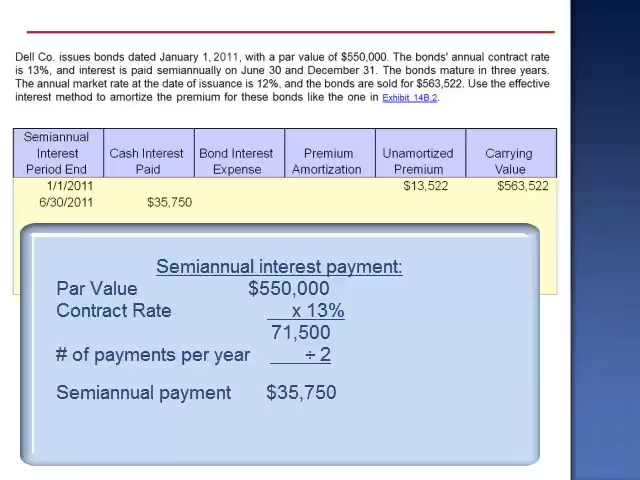 Dell Co. issues bonds dated January 1, 2011, with a par value of $550,000. The bonds' annual contract rate
is 13%, and interest is paid semiannually on June 30 and December 31. The bonds mature in three years.
The annual market rate at the date of issuance is 12%, and the bonds are sold for $563,522. Use the effective
interest method to amortize the premium for these bonds like the one in Exhibit 14B.2.
Semiannual
Interest Cash Interest Bond Interest Premium Unamortized Carrying
Period End Paid Expense Amortization Premium Value
1/1/2011 $13,522 $563,522
6/30/2011 $35,750
Semiannual interest payment:
Par Value $550,000
Contract Rate x 13%
71,500
# of payments per year ÷ 2
Semiannual payment $35,750